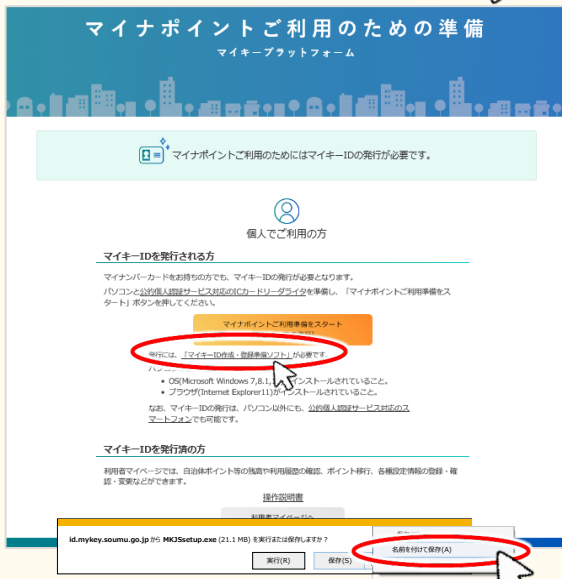 マイナポイントご利用のための準備
マイキープラットフォーム
マイナポイントご利用のためにはマイキーIDの発行が必要です。
個人でご利用の方
マイキーIDを発行される方
マイナンバーカードをお持ちの方でも、マイキーIDの発行が必要となります。
パソコンと公的個人認証サービス対応のICカードリーダライタを準備し、「マイナポイントご利用準備をス
タート」ボタンを押してください。
マイナポイントご利用準備をスタート
発行には、「マイキーID作成・登録準備ソフト」が必要です。
• OS(Microsoft Windows 7,8.1,
インストールされていること。
• ブラウザ(Internet Explorer11)がインストールされていること。
なお、マイキーIDの発行は、パソコン以外にも、公的個人認証サービス対応のス
マートフォンでも可能です。
マイキーIDを発行済の方
利用者マイページでは、自治体ポイント等の残高や利用履歴の確認、ポイント移行、各種設定情報の登録・確
認・変更などができます。
操作説明書
利用者マイページへ
id.mykey.soumu.go.jp から MKJSsetup.exe (21.1 MB) を実行または保存しますか？
実行(R)
保存(S)
名前を付けて保存(A)